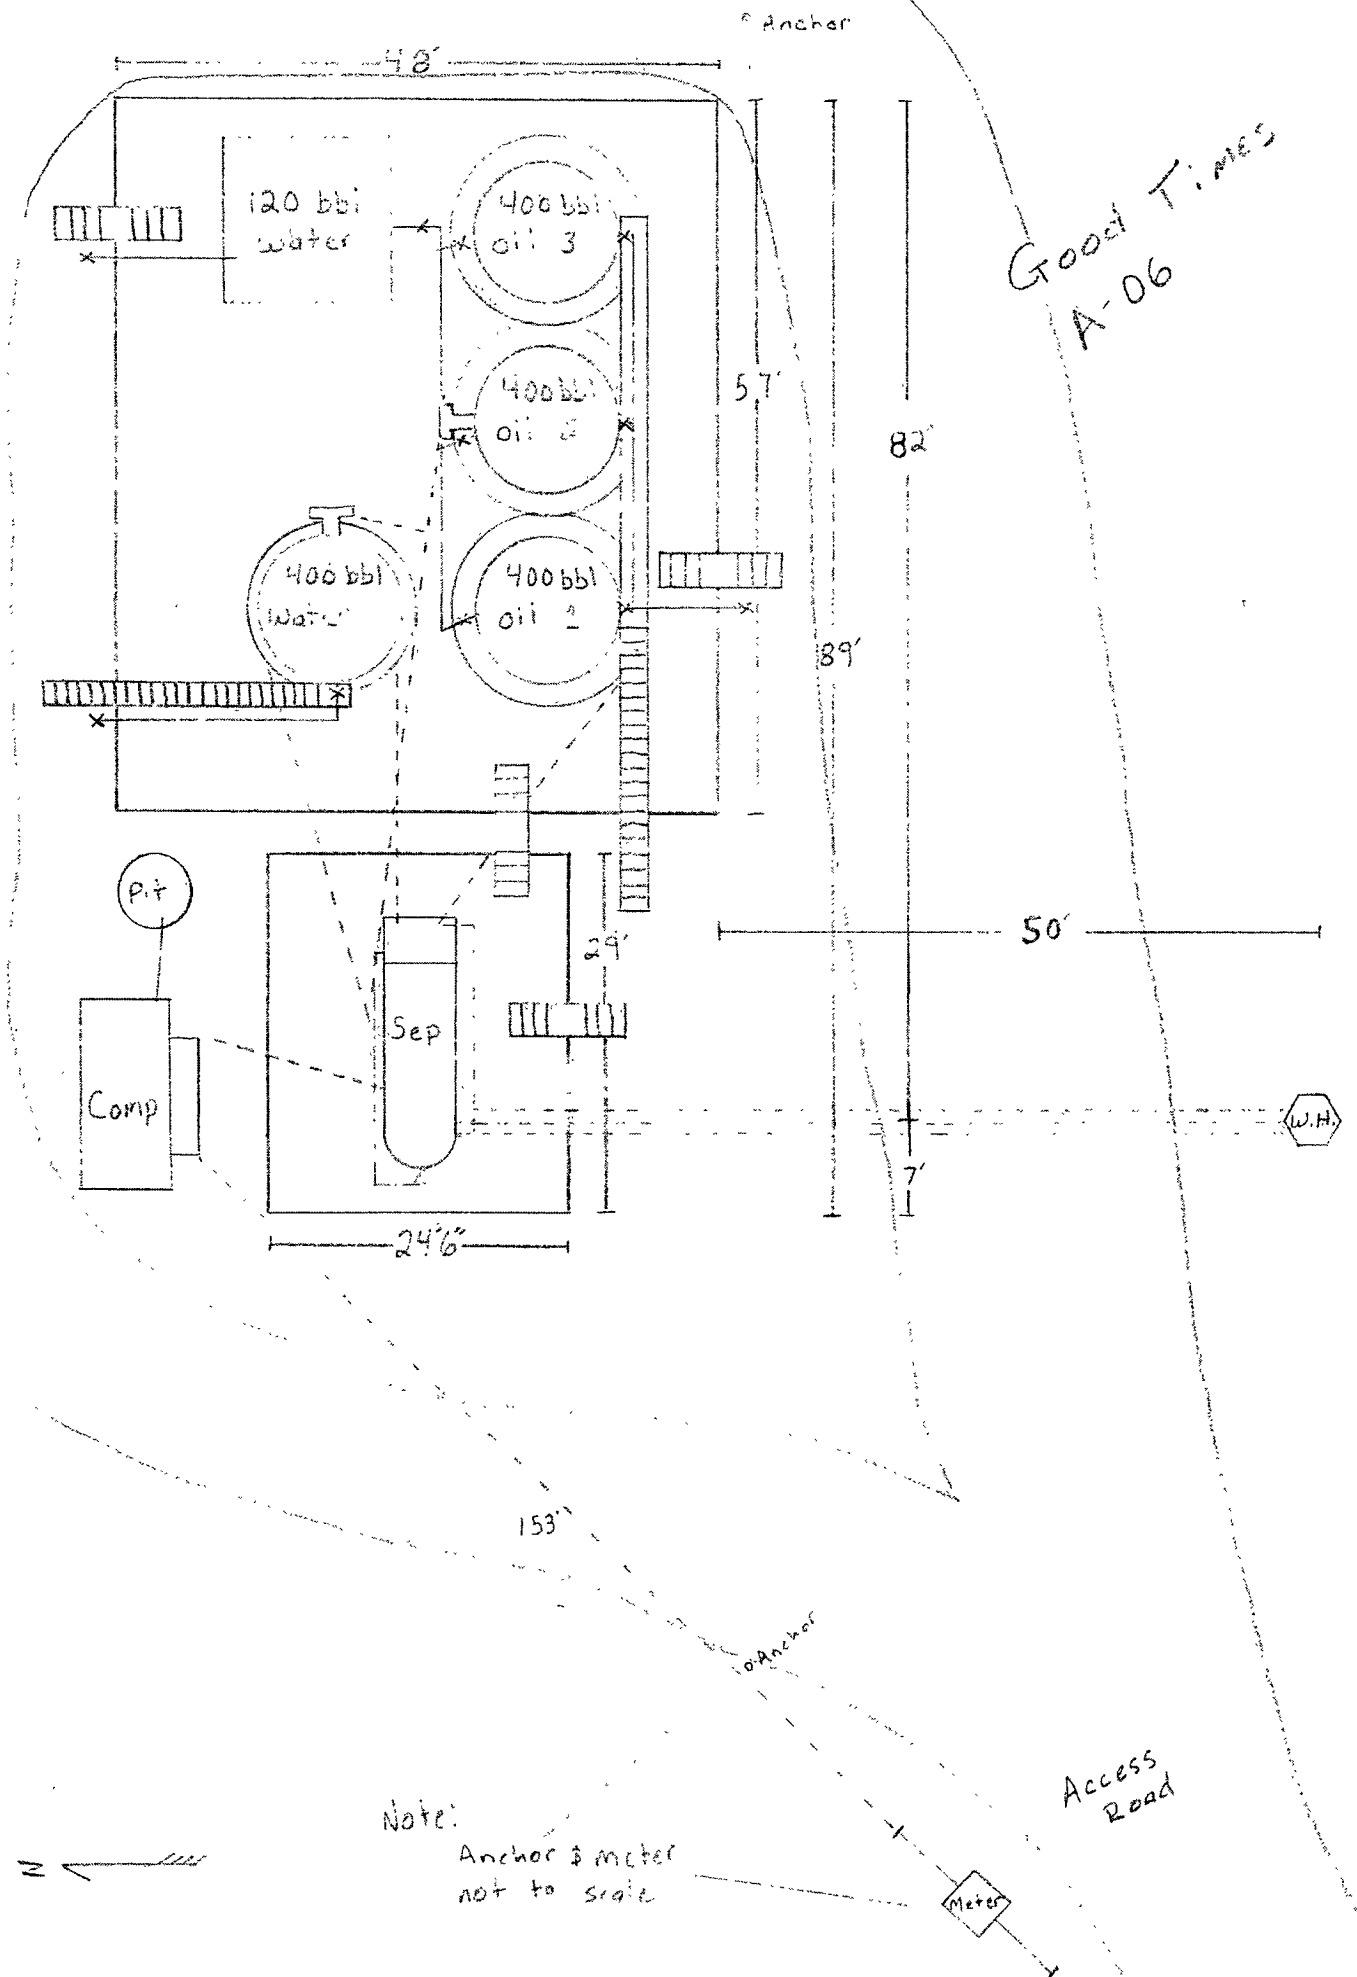 Anchor
48'
Good Times
A-06
120 bbl
water
400 bbl
oil 3
400 bbl
oil 2
57'
82'
400 bbl
Water
400 bbl
oil 1
89'
Pit
29'
50'
Sep
Comp
W.H.
7'
24'6"
153'
Anchor
Access
Road
Note:
Anchor & meter
not to scale
N
Meter